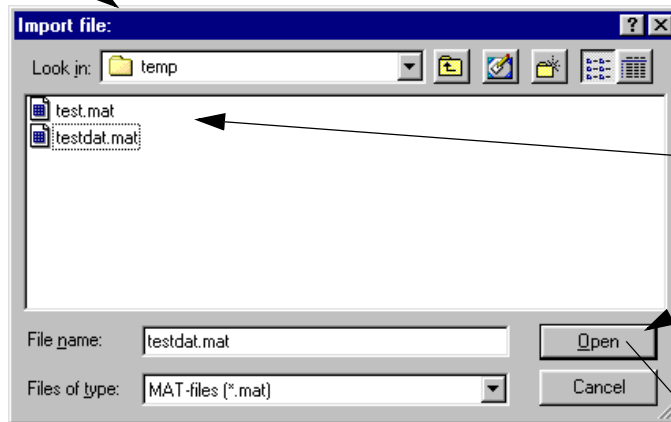 Import file:
Look in: temp
test.mat
testdat.mat
File name: testdat.mat Open
Files of type: MAT-files (*.mat) Cancel